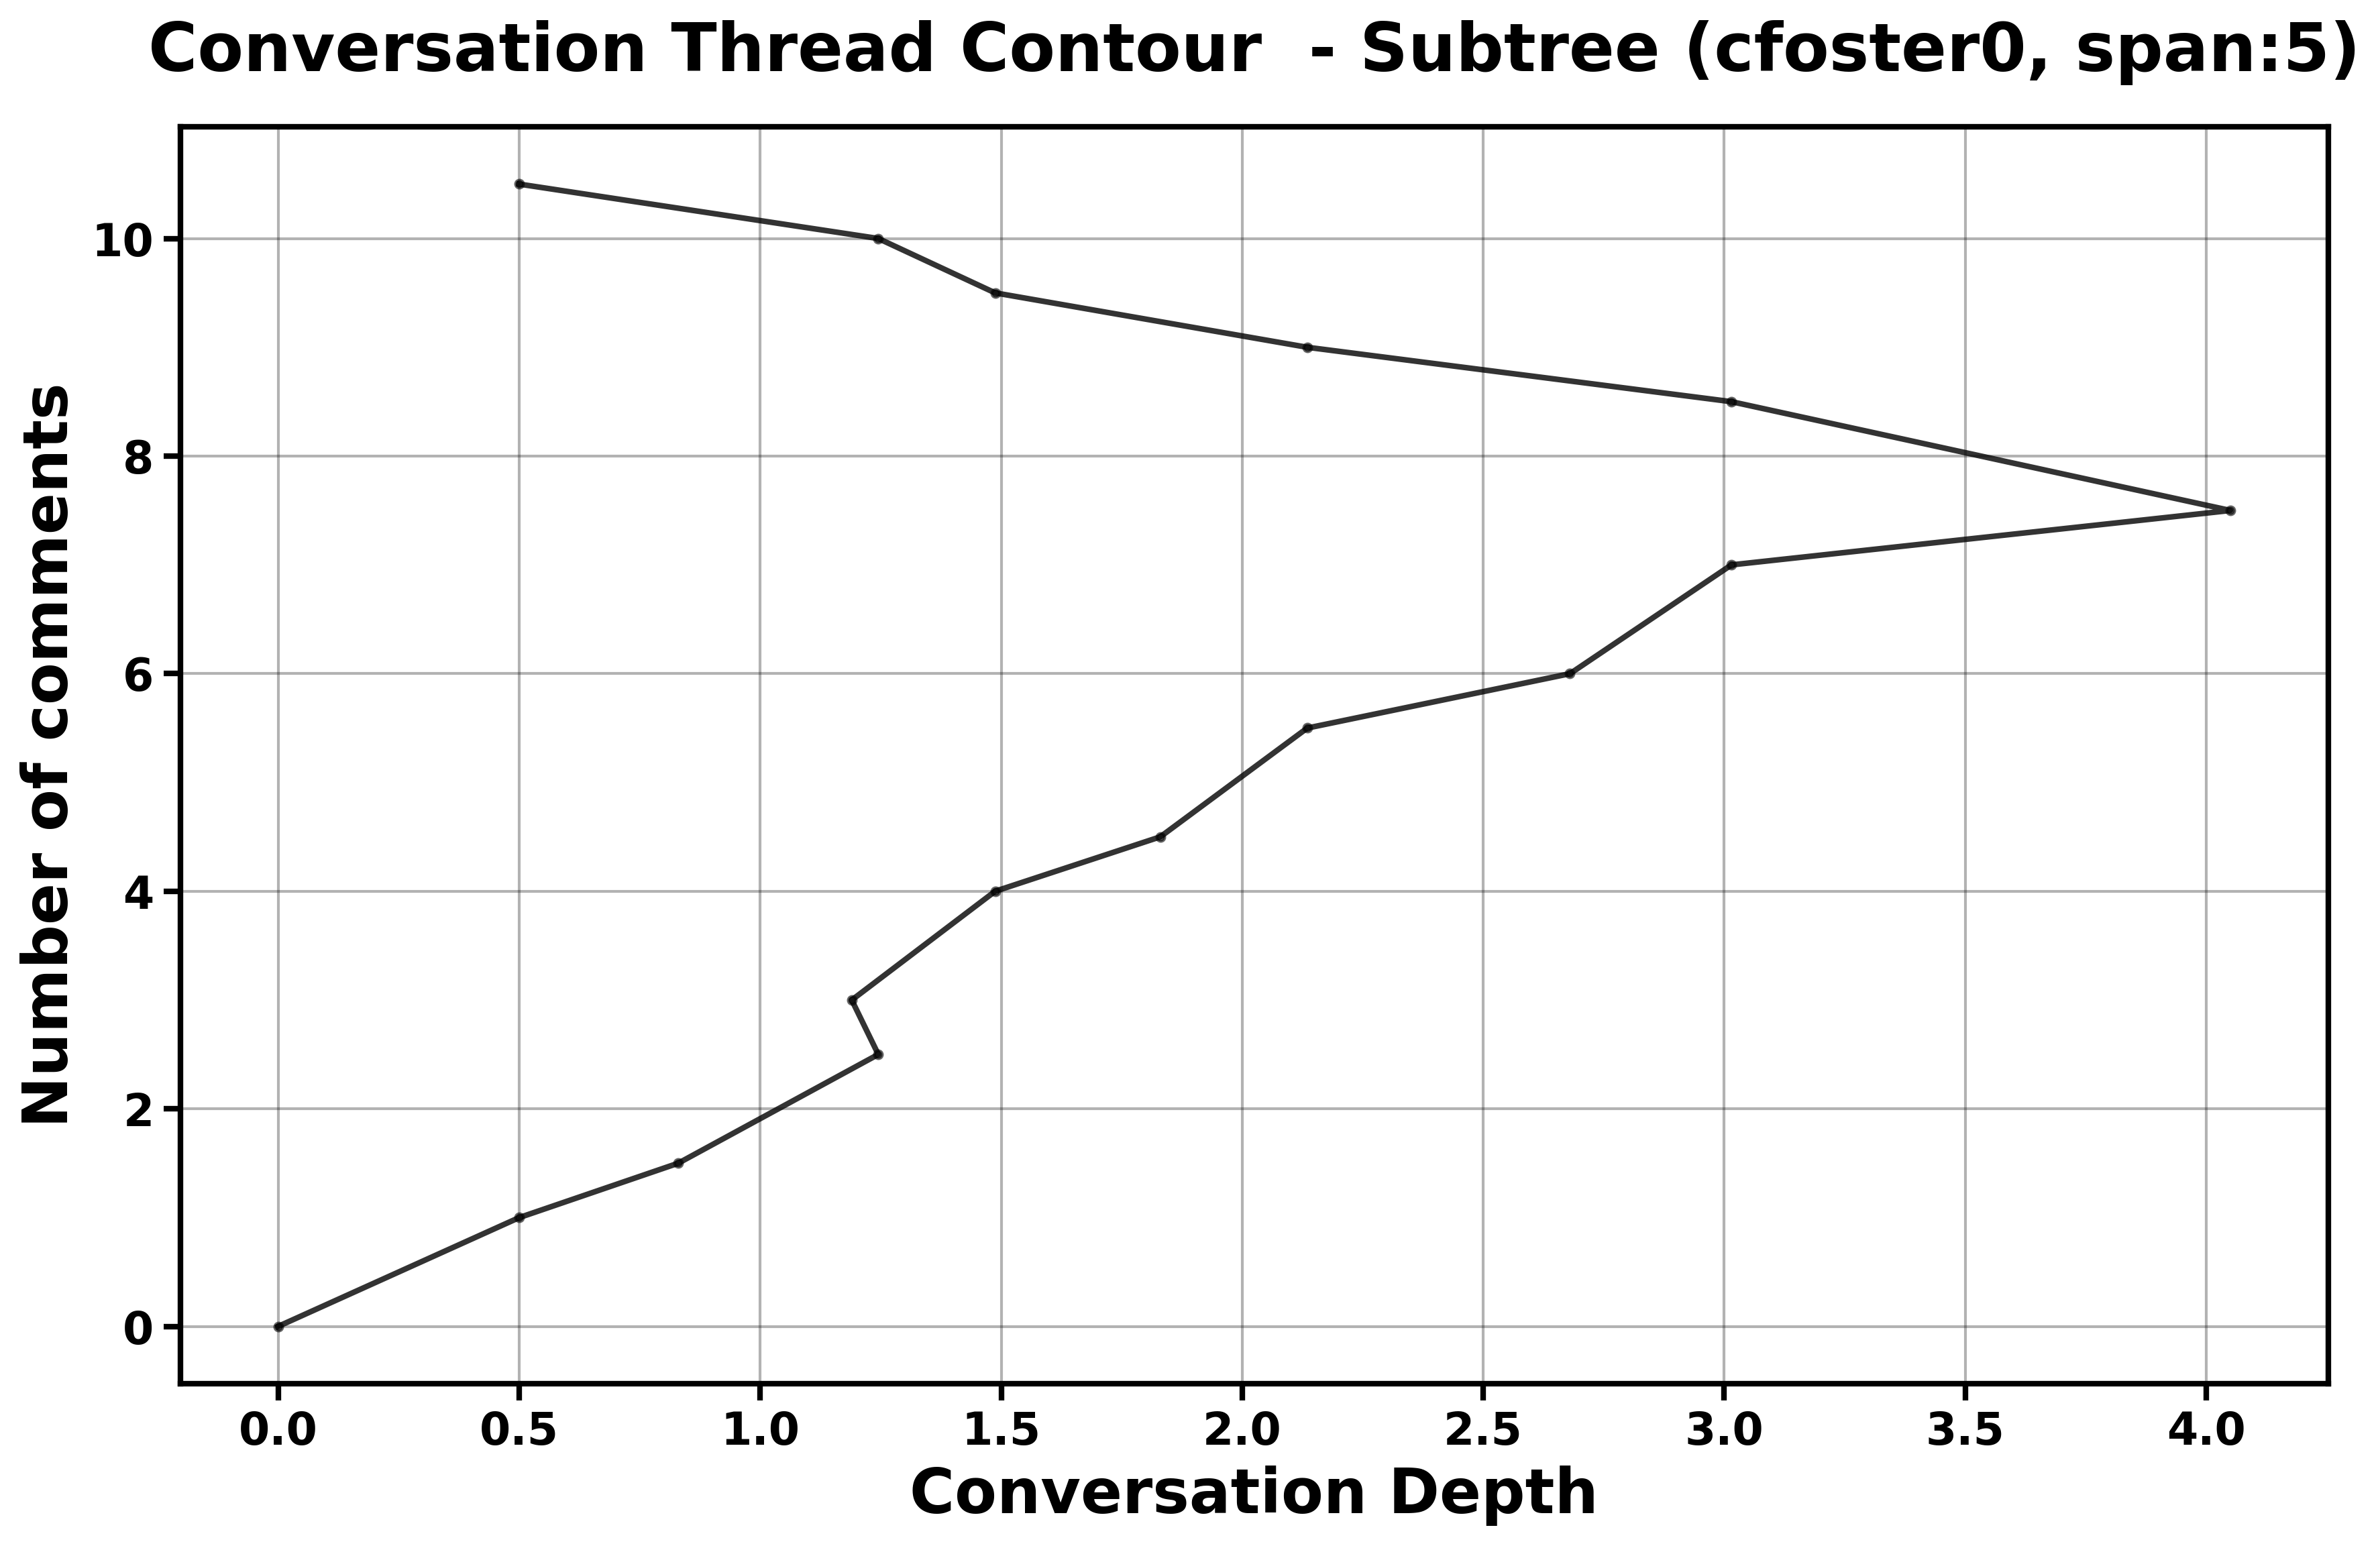 Conversation Thread Contour - Subtree (cfoster0, span:5)
Number of comments
10
8
6
4
2
0
0.0 0.5 1.0 1.5 2.0 2.5 3.0 3.5 4.0
Conversation Depth